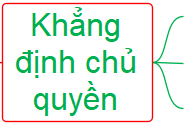 Khẳng
định chủ
quyền